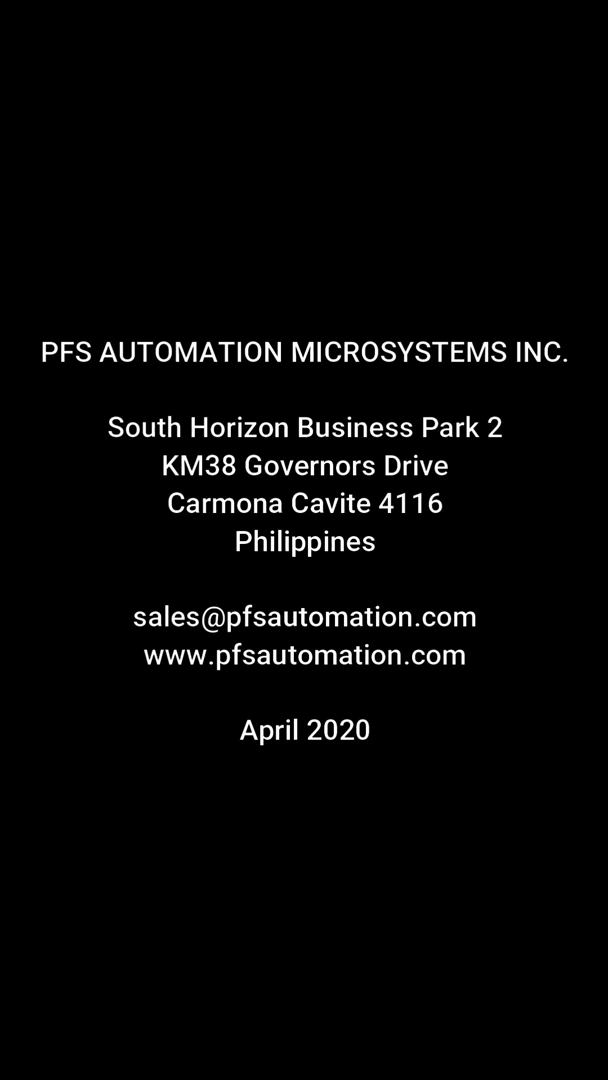 PFS AUTOMATION MICROSYSTEMS INC.
South Horizon Business Park 2
KM38 Governors Drive
Carmona Cavite 4116
Philippines
sales@pfsautomation.com
www.pfsautomation.com
April 2020